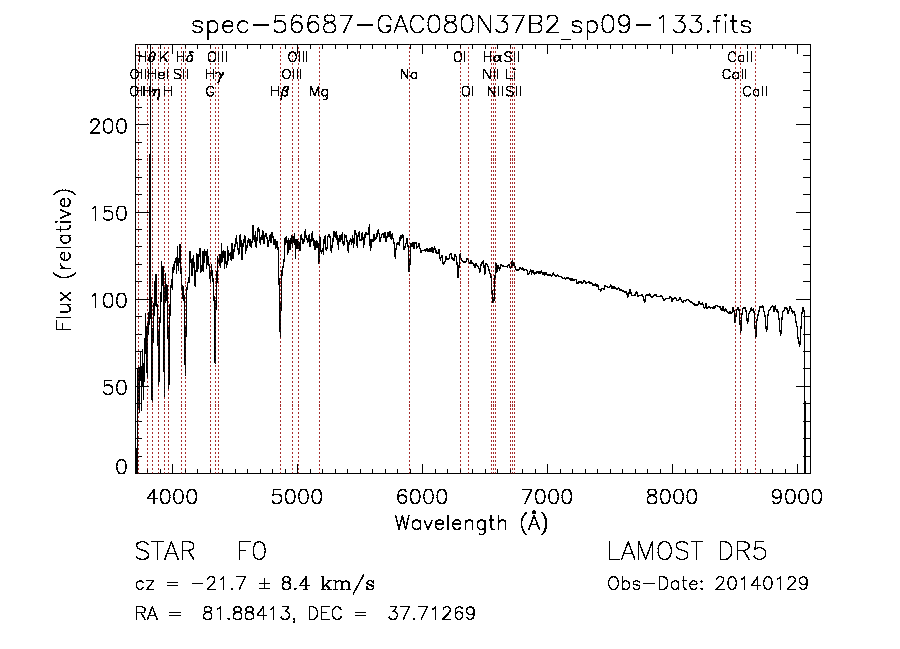 spec-56687-GAC080N37B2_sp09-133.fits
Hθ K Hδ OIII OIII OI Hα SII CaII
OII HeI SII Hγ OIII Na NII Li CaII
OII Hη H G Hβ Mg OI NII SII CaII
200
150
100
50
0
Flux (relative)
4000 5000 6000 7000 8000 9000
Wavelength (Å)
STAR F0 LAMOST DR5
cz = -21.7 ± 8.4 km/s Obs-Date: 20140129
RA = 81.88413, DEC = 37.71269